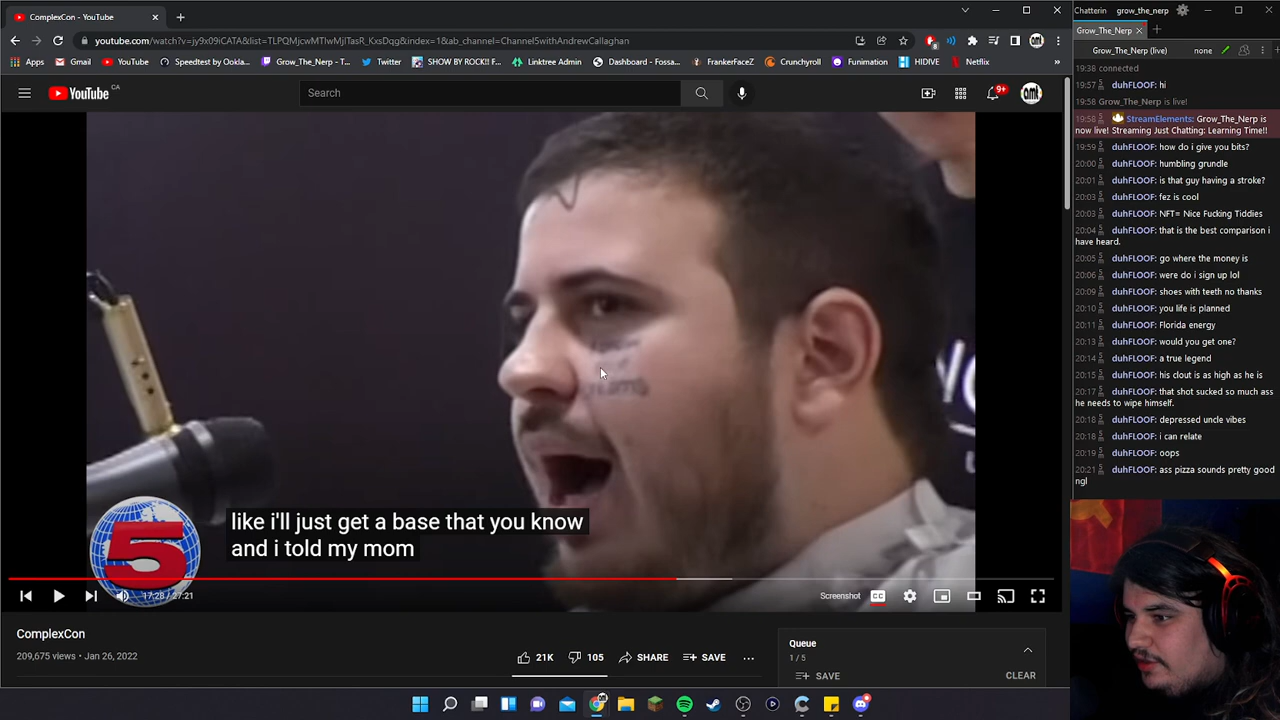 ComplexCon - YouTube
youtube.com/watch?v=jy9x09iCATA&list=TLPQMjcwMTIwMjITasR_KxsDqg&index=1&ab_channel=Channel5withAndrewCallaghan
Apps Gmail YouTube Speedtest by Ookla... Grow_The_Nerp - T... Twitter SHOW BY ROCK!! F... Linktree Admin Dashboard - Fossa... FrankerFaceZ Crunchyroll Funimation HIDIVE Netflix
YouTube CA
Search
9+
aml
like i'll just get a base that you know
and i told my mom
5
17:28 / 27:21
Screenshot
CC
ComplexCon
209,675 views • Jan 26, 2022
21K 105 SHARE SAVE ...
Queue
1 / 5
SAVE CLEAR
Chatterin grow_the_nerp
Grow_The_Nerp
Grow_The_Nerp (live) none
19:38 connected
19:57 duhFLOOF: hi
19:58 Grow_The_Nerp is live!
19:58 StreamElements: Grow_The_Nerp is
now live! Streaming Just Chatting: Learning Time!!
19:59 duhFLOOF: how do i give you bits?
20:00 duhFLOOF: humbling grundle
20:01 duhFLOOF: is that guy having a stroke?
20:03 duhFLOOF: fez is cool
20:03 duhFLOOF: NFT= Nice Fucking Tiddies
20:04 duhFLOOF: that is the best comparison i
have heard.
20:05 duhFLOOF: go where the money is
20:06 duhFLOOF: were do i sign up lol
20:09 duhFLOOF: shoes with teeth no thanks
20:10 duhFLOOF: you life is planned
20:11 duhFLOOF: Florida energy
20:13 duhFLOOF: would you get one?
20:14 duhFLOOF: a true legend
20:15 duhFLOOF: his clout is as high as he is
20:17 duhFLOOF: that shot sucked so much ass
he needs to wipe himself.
20:18 duhFLOOF: depressed uncle vibes
20:18 duhFLOOF: i can relate
20:19 duhFLOOF: oops
20:21 duhFLOOF: ass pizza sounds pretty good
ngl